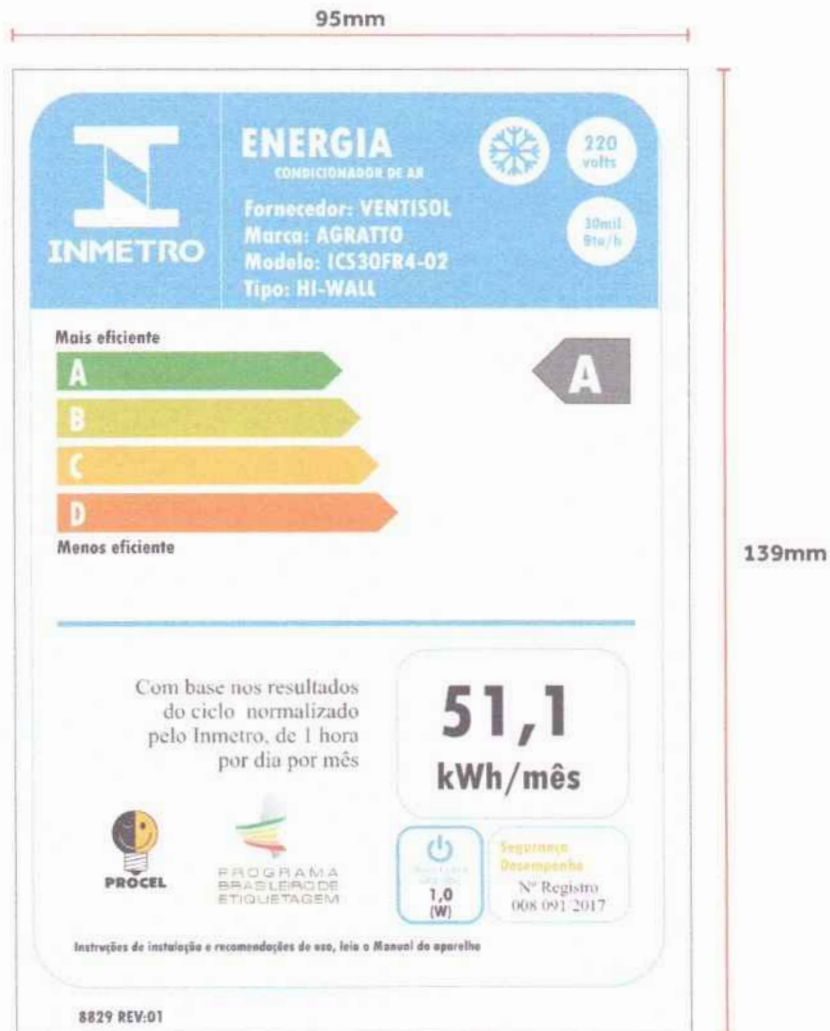 95mm
INMETRO
ENERGIA
CONDICIONADOR DE AR
Fornecedor: VENTISOL
Marca: AGRATTO
Modelo: ICS30FR4-02
Tipo: HI-WALL
220
volts
30mil
Btu/h
Mais eficiente
A
A
B
C
D
Menos eficiente
139mm
Com base nos resultados
do ciclo normalizado
pelo Inmetro, de 1 hora
por dia por mês
51,1
kWh/mês
PROCEL
PROGRAMA
BRASILEIRO DE
ETIQUETAGEM
1,0
(W)
Segurança
Desempenho
Nº Registro
008 091 2017
Instruções de instalação e recomendações de uso, leia o Manual do aparelho
8829 REV:01